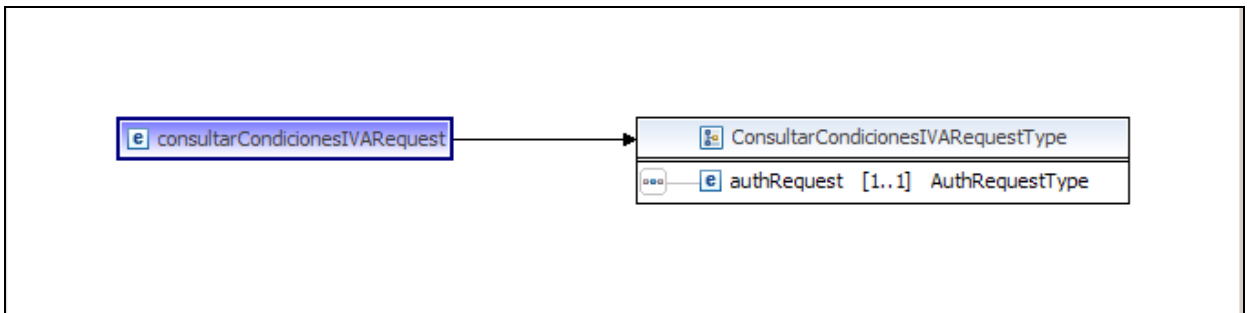 e consultarCondicionesIVARequest
ConsultarCondicionesIVARequestType
e authRequest [1..1] AuthRequestType